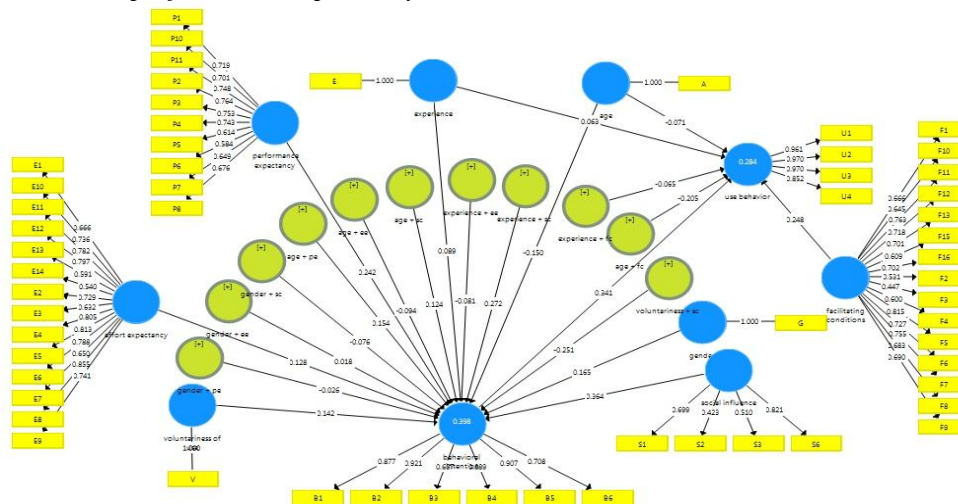 P1
P10
P11
P2
P3
P4
P5
P6
P7
P8
0.719
0.701
0.748
0.764
0.753
0.743
0.614
0.584
0.649
0.676
performance
expectancy
E
1.000
experience
age
1.000
A
0.063
-0.071
0.284
use behavior
0.961
0.970
0.970
0.852
U1
U2
U3
U4
F1
F10
F11
F12
F13
F15
F16
F2
F3
F4
F5
F6
F7
F8
F9
0.645
0.763
0.718
0.701
0.609
0.702
0.531
0.447
0.600
0.815
0.727
0.755
0.683
0.690
facilitating
conditions
0.248
E1
E10
E11
E12
E13
E14
E2
E3
E4
E5
E6
E7
E8
E9
0.666
0.736
0.782
0.797
0.591
0.540
0.729
0.632
0.805
0.813
0.788
0.650
0.855
0.741
effort expectancy
[+]
gender + pe
[+]
gender + ee
[+]
gender + sc
[+]
age + pe
[+]
age + ee
[+]
age + sc
[+]
experience + ee
[+]
experience + sc
[+]
experience + fc
[+]
age + fc
[+]
voluntariness + sc
-0.065
-0.205
0.242
0.089
-0.150
0.154
-0.094
0.124
-0.081
0.272
0.341
-0.076
-0.251
0.128
0.018
0.165
-0.026
0.364
0.142
1.000
G
gende
social influence
0.699
0.423
0.510
0.821
S1
S2
S3
S6
voluntariness of
V
0.398
behavioral
0.877
0.921
0.907
0.708
B1
B2
B3
B4
B5
B6